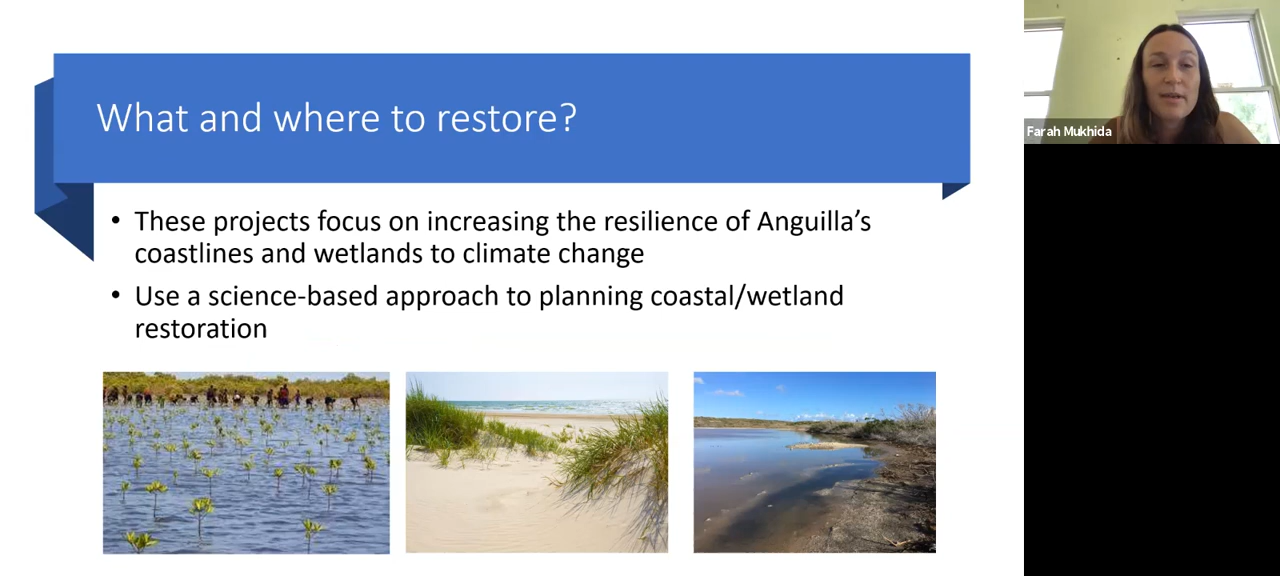 What and where to restore?
• These projects focus on increasing the resilience of Anguilla’s
coastlines and wetlands to climate change
• Use a science-based approach to planning coastal/wetland
restoration
Farah Mukhida